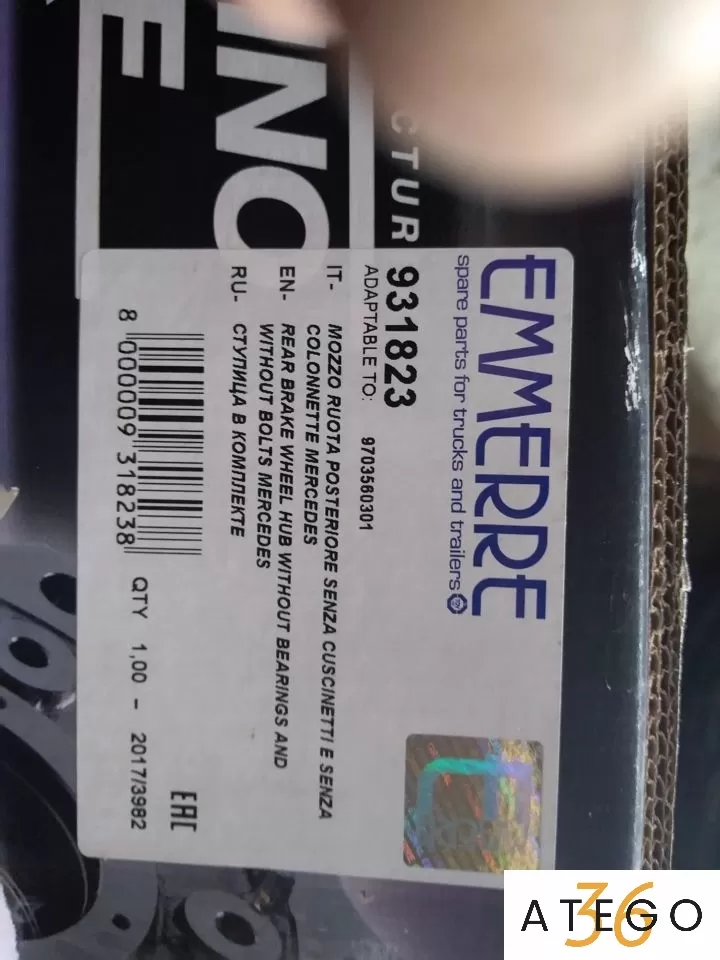 EMMERRE
spare parts for trucks and trailers
931823
ADAPTABLE TO: 9703560301
IT- MOZZO RUOTA POSTERIORE SENZA CUSCINETTI E SENZA
COLONNETTE MERCEDES
EN- REAR BRAKE WHEEL HUB WITHOUT BEARINGS AND
WITHOUT BOLTS MERCEDES
RU- СТУПИЦА В КОМПЛЕКТЕ
8 000009 318238
QTY 1,00 - 2017/3982
EAC
CTUR
INO
E
ATEGO
36